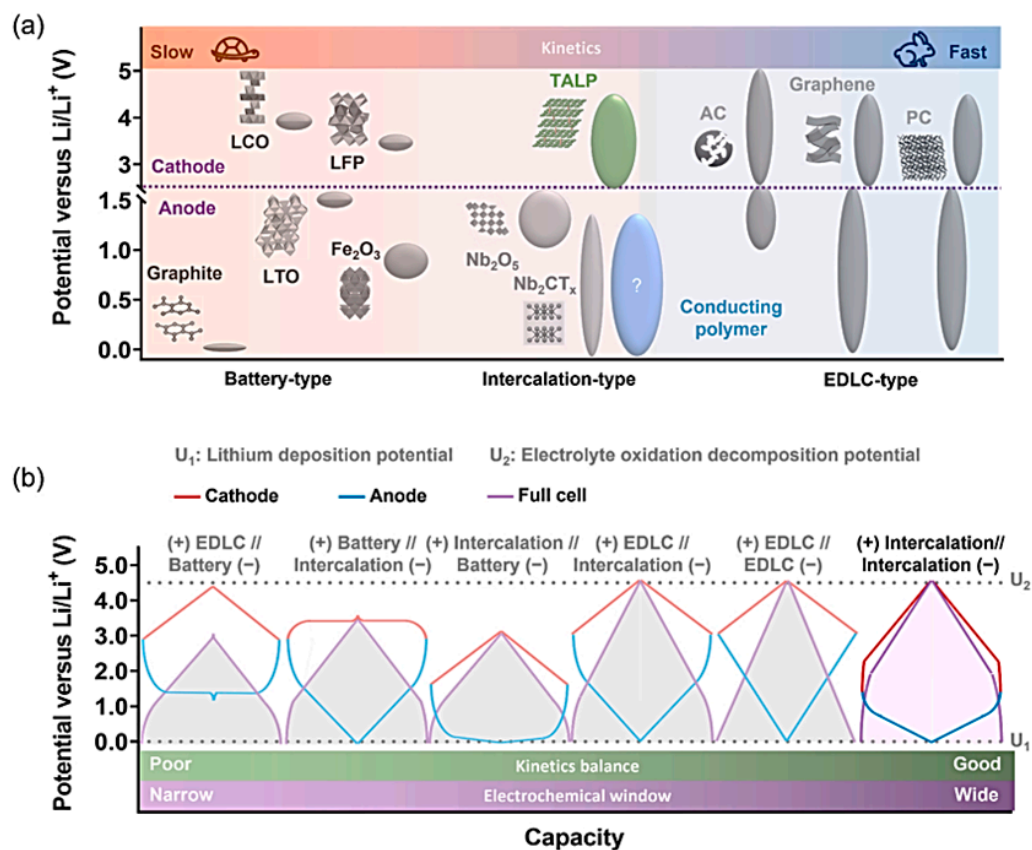 (a)
Slow Kinetics Fast
Potential versus Li/Li⁺ (V)
5
4
3
1.5
1.0
0.5
0.0
LCO
LFP
TALP
AC
Graphene
PC
Cathode
Anode
Graphite
LTO
Fe₂O₃
Nb₂O₅
Nb₂CTₓ
?
Conducting
polymer
Battery-type Intercalation-type EDLC-type
U₁: Lithium deposition potential U₂: Electrolyte oxidation decomposition potential
(b)
Cathode Anode Full cell
Potential versus Li/Li⁺ (V)
5.0
4.0
3.0
2.0
1.0
0.0
(+) EDLC //
Battery (−)
(+) Battery //
Intercalation (−)
(+) Intercalation //
Battery (−)
(+) EDLC //
Intercalation (−)
(+) EDLC //
EDLC (−)
(+) Intercalation//
Intercalation (−)
U₂
U₁
Poor Kinetics balance Good
Narrow Electrochemical window Wide
Capacity